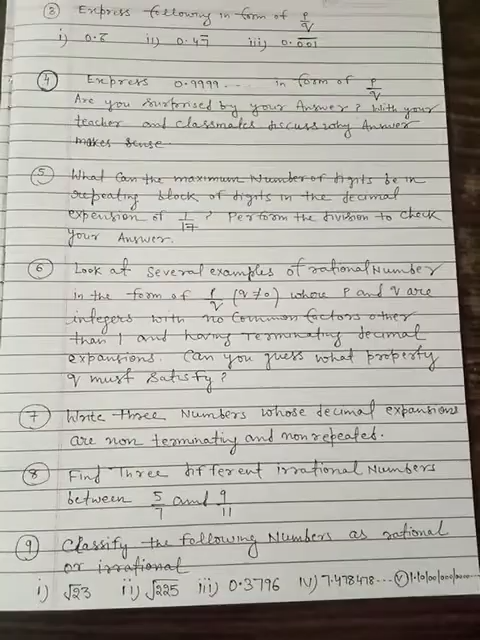 ③ Express following in form of p/q
i) 0.6̅ ii) 0.47̅ iii) 0.0̅0̅1̅
④ Express 0.9999.... in form of p/q
Are you surprised by your Answer? With your
teacher and classmates discuss why Answer
makes sense.
⑤ What can the maximum Number of digits be in
repeating block of digits in the decimal
expension of 1/17? Perform the division to check
your Answer.
⑥ Look at several examples of rational Number
in the form of p/q (q≠0) whore P and q are
integers with no common factors other
than 1 and having terminating decimal
expansions. Can you guess what property
q must satisfy?
⑦ Write three Numbers whose decimal expansions
are non terminating and nonrepeated.
⑧ Find Three different irrational Numbers
between 5/7 and 9/11
⑨ Classify the following Numbers as rational
or irrational
i) √23 ii) √225 iii) 0.3796 iv) 7.478478.... ⓥ 1.101001000....